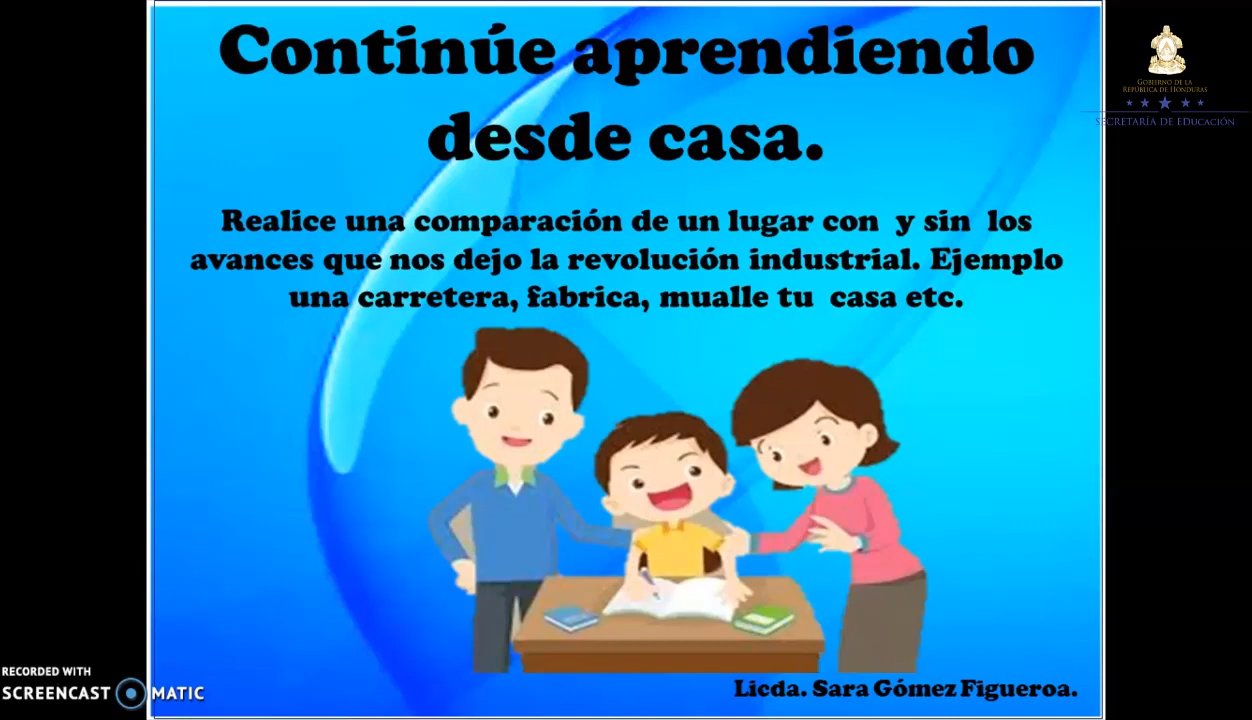 Continúe aprendiendo
desde casa.
Realice una comparación de un lugar con y sin los
avances que nos dejo la revolución industrial. Ejemplo
una carretera, fabrica, mualle tu casa etc.
Licda. Sara Gómez Figueroa.
GOBIERNO DE LA
REPÚBLICA DE HONDURAS
SECRETARÍA DE EDUCACIÓN
RECORDED WITH
SCREENCAST MATIC